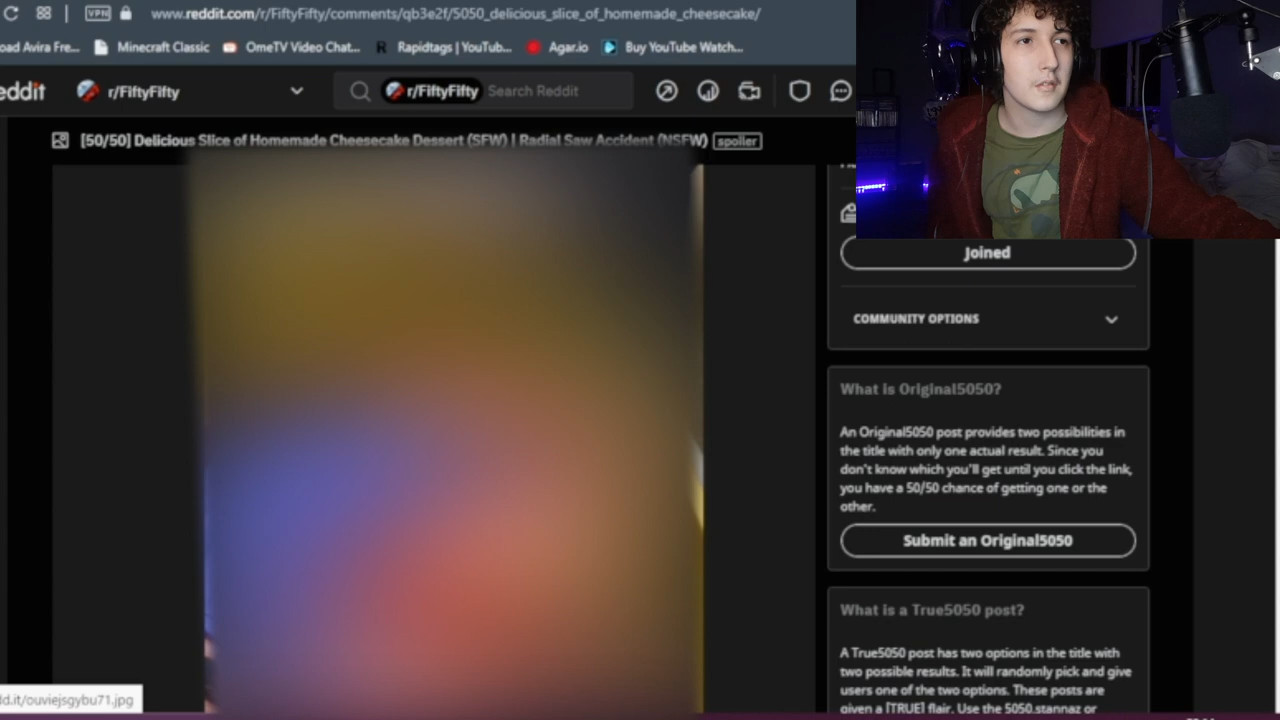 VPN www.reddit.com/r/FiftyFifty/comments/qb3e2f/5050_delicious_slice_of_homemade_cheesecake/
oad Avira Fre... Minecraft Classic OmeTV Video Chat... R Rapidtags | YouTub... Agar.io Buy YouTube Watch...
eddit r/FiftyFifty r/FiftyFifty Search Reddit
[50/50] Delicious Slice of Homemade Cheesecake Dessert (SFW) | Radial Saw Accident (NSFW) spoiler
Joined
COMMUNITY OPTIONS
What is Original5050?
An Original5050 post provides two possibilities in
the title with only one actual result. Since you
don't know which you'll get until you click the link,
you have a 50/50 chance of getting one or the
other.
Submit an Original5050
What is a True5050 post?
A True5050 post has two options in the title with
two possible results. It will randomly pick and give
users one of the two options. These posts are
given a [TRUE] flair. Use the 5050.stannaz or
dd.it/ouviejsgybu71.jpg